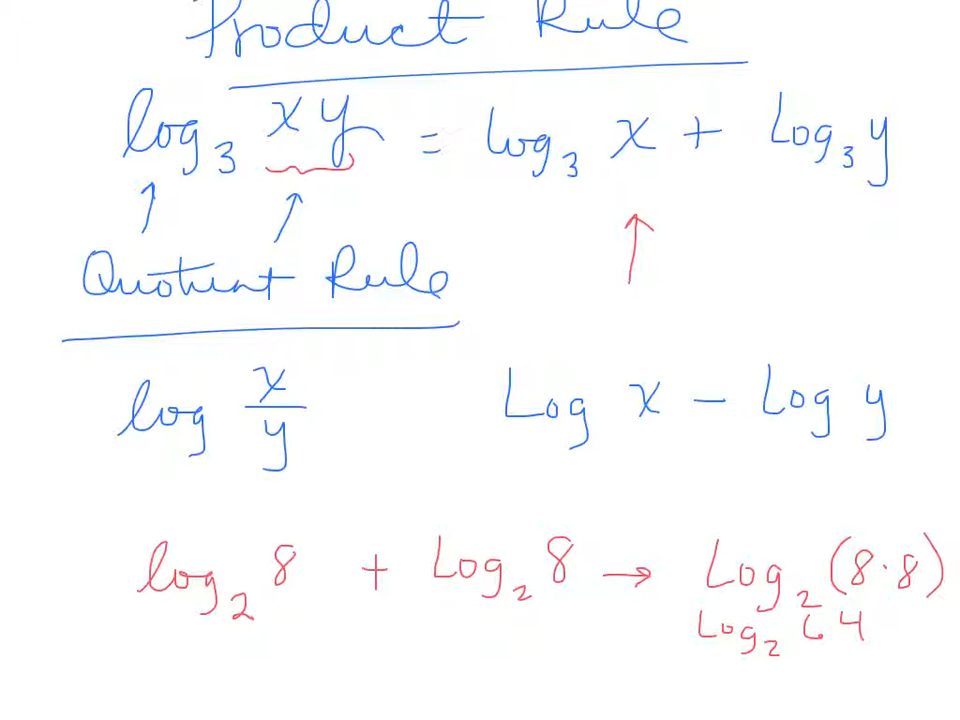 Product Rule
log₃ xy = log₃ x + Log₃ y
Quotient Rule
log x/y Log x − Log y
log₂ 8 + Log₂ 8 → Log₂ (8·8)
Log₂ 64